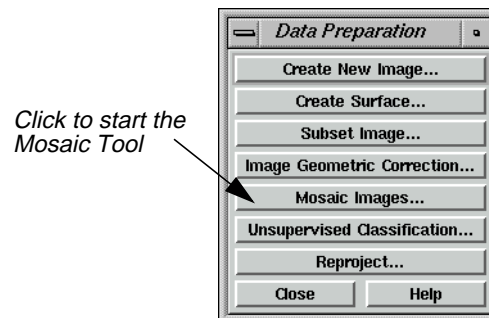 Data Preparation
Create New Image...
Create Surface...
Subset Image...
Image Geometric Correction...
Mosaic Images...
Unsupervised Classification...
Reproject...
Close Help
Click to start the
Mosaic Tool